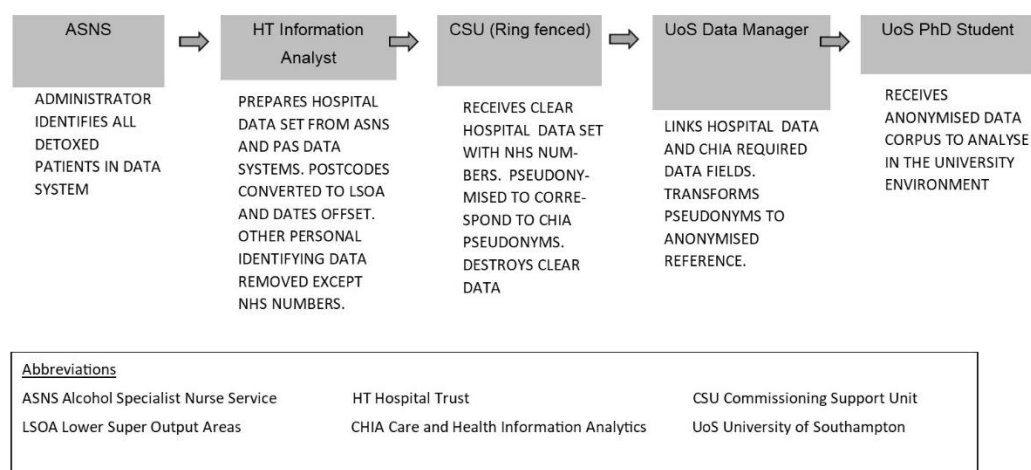 ASNS
HT Information
Analyst
CSU (Ring fenced)
UoS Data Manager
UoS PhD Student
ADMINISTRATOR
IDENTIFIES ALL
DETOXED
PATIENTS IN DATA
SYSTEM
PREPARES HOSPITAL
DATA SET FROM ASNS
AND PAS DATA
SYSTEMS. POSTCODES
CONVERTED TO LSOA
AND DATES OFFSET.
OTHER PERSONAL
IDENTIFYING DATA
REMOVED EXCEPT
NHS NUMBERS.
RECEIVES CLEAR
HOSPITAL DATA SET
WITH NHS NUM-
BERS. PSEUDONY-
MISED TO CORRE-
SPOND TO CHIA
PSEUDONYMS.
DESTROYS CLEAR
DATA
LINKS HOSPITAL DATA
AND CHIA REQUIRED
DATA FIELDS.
TRANSFORMS
PSEUDONYMS TO
ANONYMISED
REFERENCE.
RECEIVES
ANONYMISED DATA
CORPUS TO ANALYSE
IN THE UNIVERSITY
ENVIRONMENT
Abbreviations
ASNS Alcohol Specialist Nurse Service
HT Hospital Trust
CSU Commissioning Support Unit
LSOA Lower Super Output Areas
CHIA Care and Health Information Analytics
UoS University of Southampton